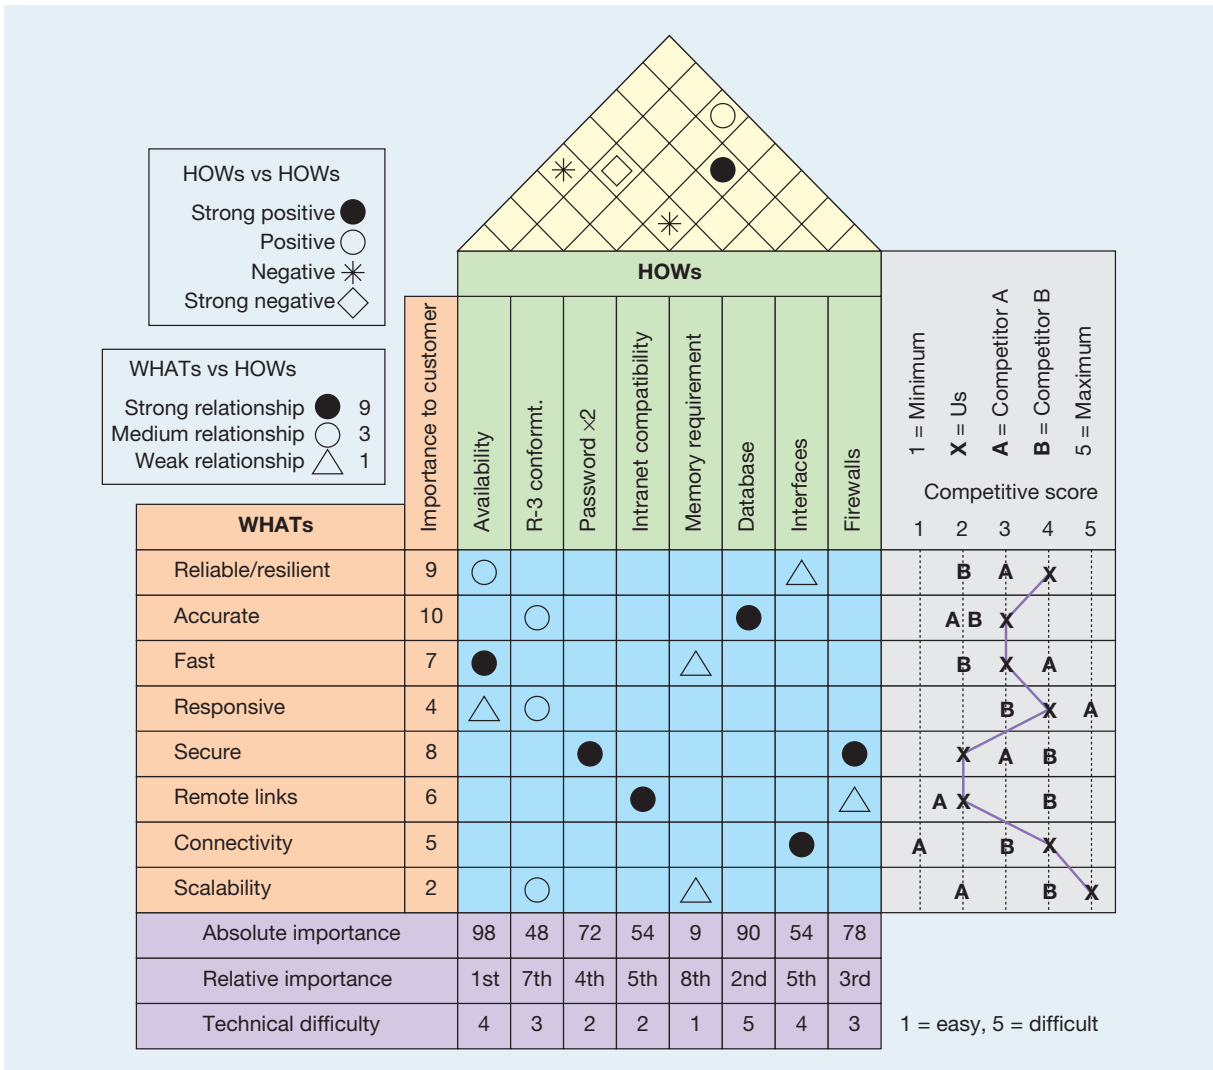 HOWs vs HOWs
Strong positive
Positive
Negative
Strong negative
WHATs vs HOWs
Strong relationship 9
Medium relationship 3
Weak relationship 1
HOWs
Importance to customer
Availability
R-3 conformt.
Password ×2
Intranet compatibility
Memory requirement
Database
Interfaces
Firewalls
1 = Minimum
X = Us
A = Competitor A
B = Competitor B
5 = Maximum
Competitive score
WHATs 1 2 3 4 5
Reliable/resilient 9 B A X
Accurate 10 A B X
Fast 7 B X A
Responsive 4 B X A
Secure 8 X A B
Remote links 6 A X B
Connectivity 5 A B X
Scalability 2 A B X
Absolute importance 98 48 72 54 9 90 54 78
Relative importance 1st 7th 4th 5th 8th 2nd 5th 3rd
Technical difficulty 4 3 2 2 1 5 4 3 1 = easy, 5 = difficult